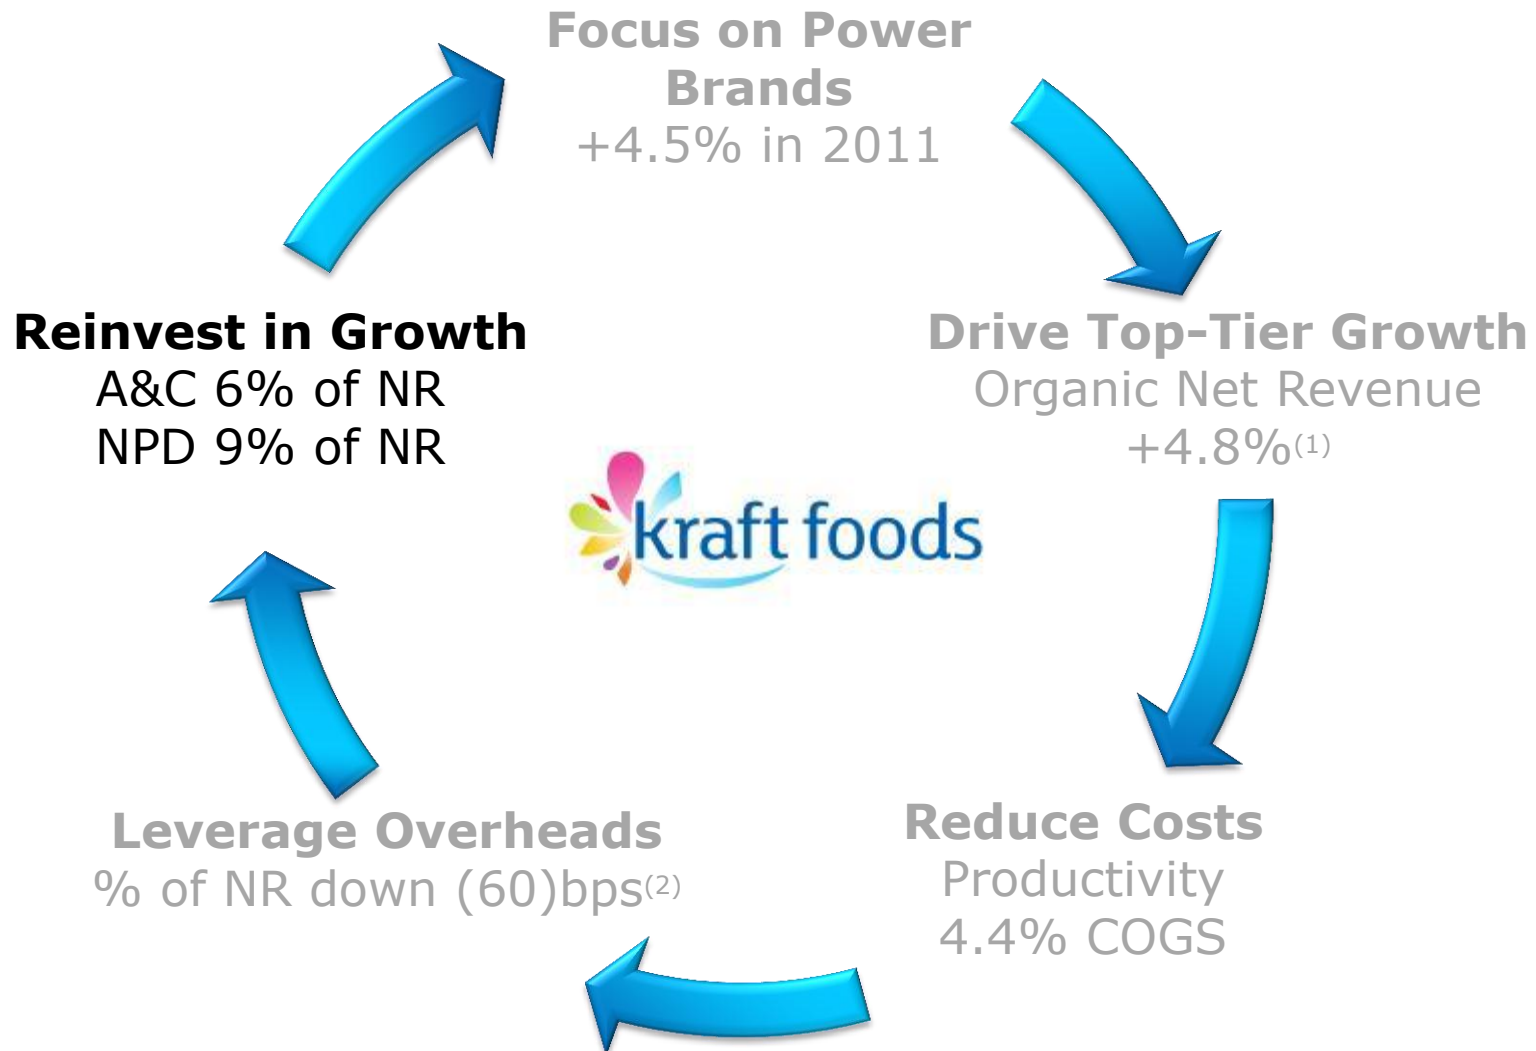 Focus on Power
Brands
+4.5% in 2011
Drive Top-Tier Growth
Organic Net Revenue
+4.8%(1)
Reduce Costs
Productivity
4.4% COGS
Leverage Overheads
% of NR down (60)bps(2)
Reinvest in Growth
A&C 6% of NR
NPD 9% of NR
kraft foods